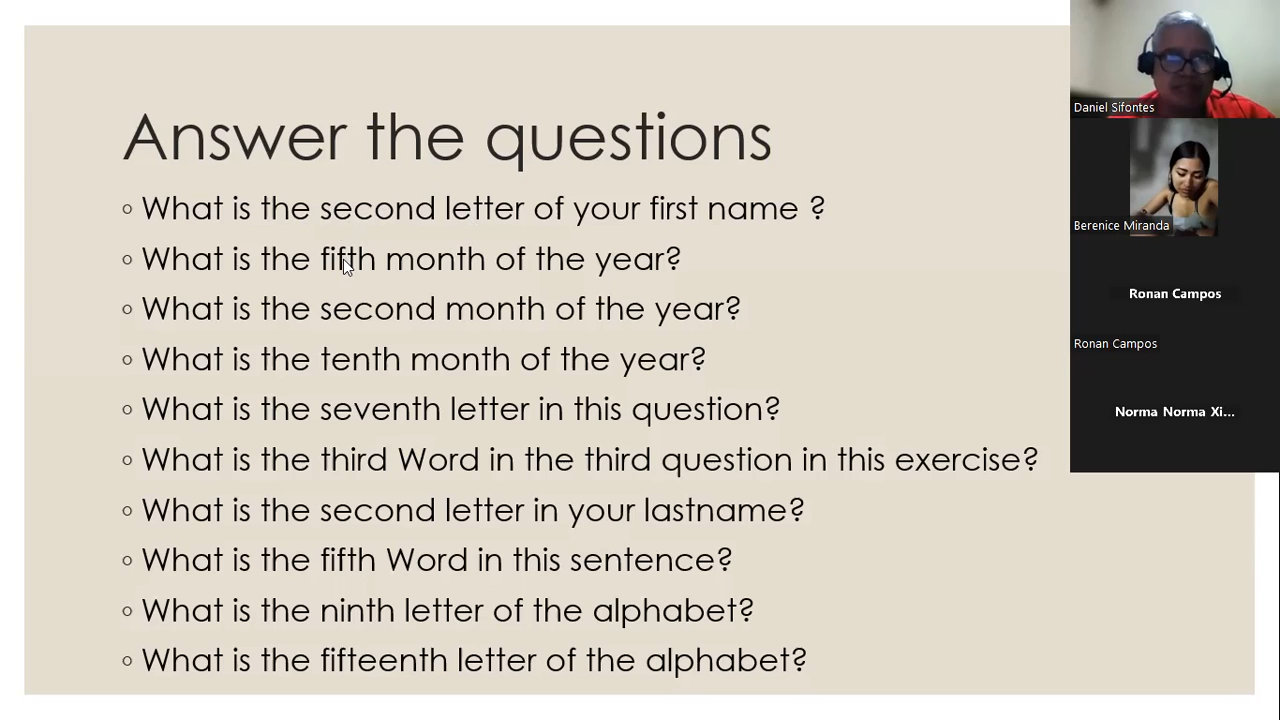 Answer the questions
What is the second letter of your first name ?
What is the fifth month of the year?
What is the second month of the year?
What is the tenth month of the year?
What is the seventh letter in this question?
What is the third Word in the third question in this exercise?
What is the second letter in your lastname?
What is the fifth Word in this sentence?
What is the ninth letter of the alphabet?
What is the fifteenth letter of the alphabet?
Daniel Sifontes
Berenice Miranda
Ronan Campos
Ronan Campos
Norma Norma Xi...